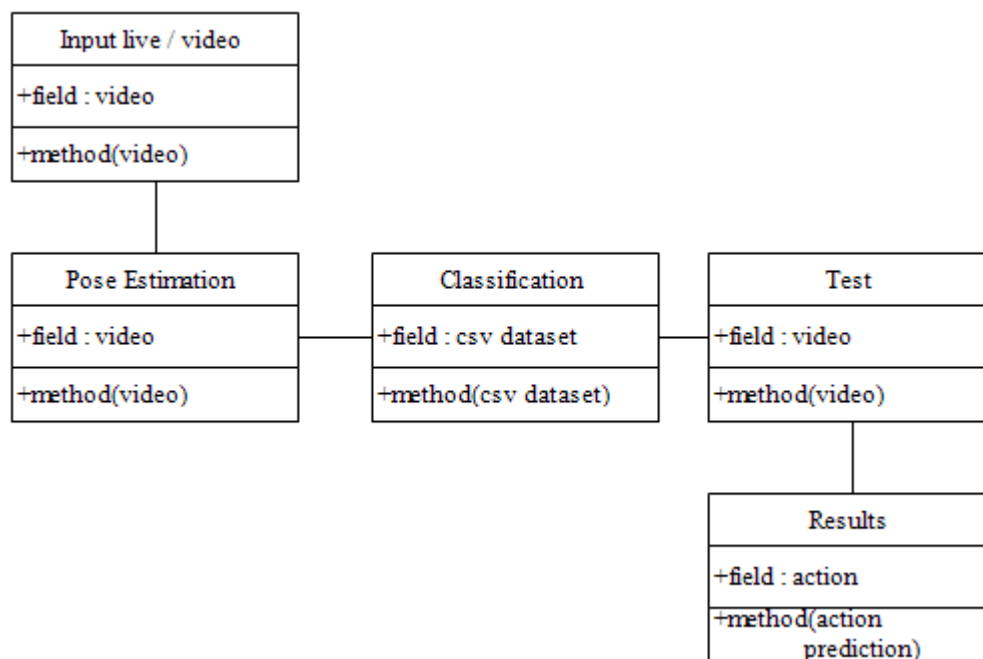 Input live / video
+field : video
+method(video)
Pose Estimation
+field : video
+method(video)
Classification
+field : csv dataset
+method(csv dataset)
Test
+field : video
+method(video)
Results
+field : action
+method(action
prediction)